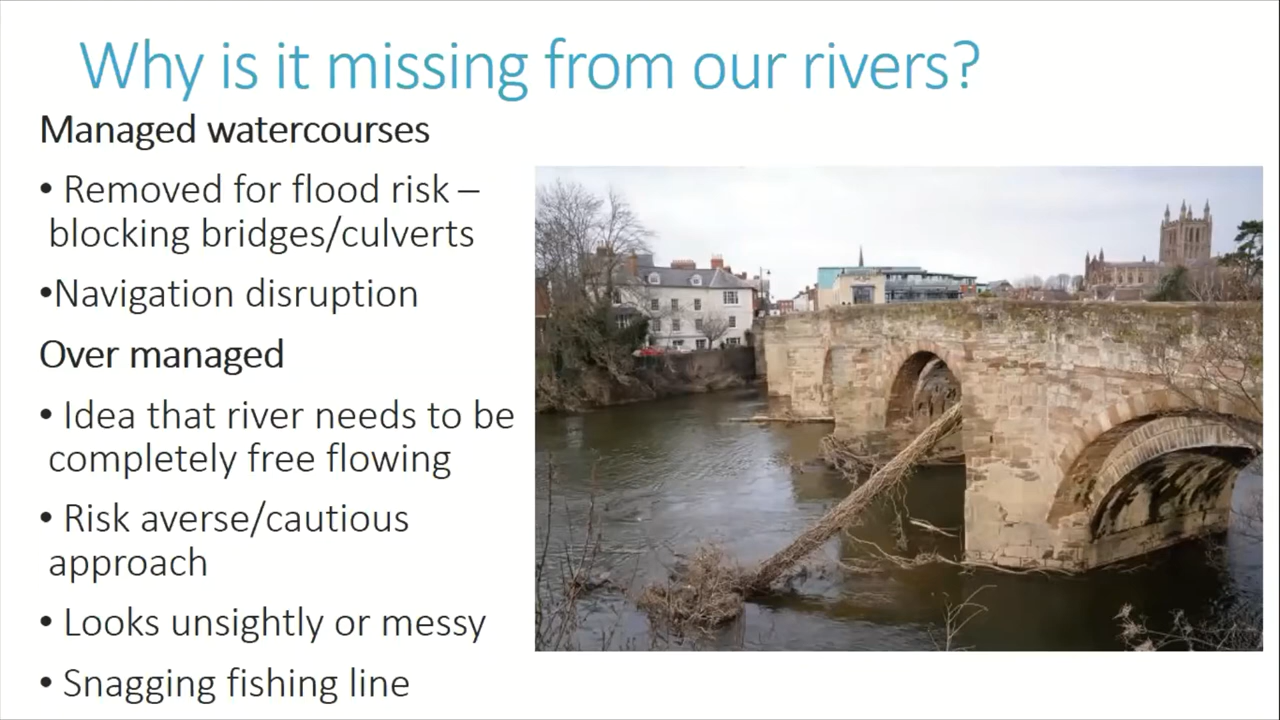 Why is it missing from our rivers?
Managed watercourses
• Removed for flood risk –
blocking bridges/culverts
•Navigation disruption
Over managed
• Idea that river needs to be
completely free flowing
• Risk averse/cautious
approach
• Looks unsightly or messy
• Snagging fishing line